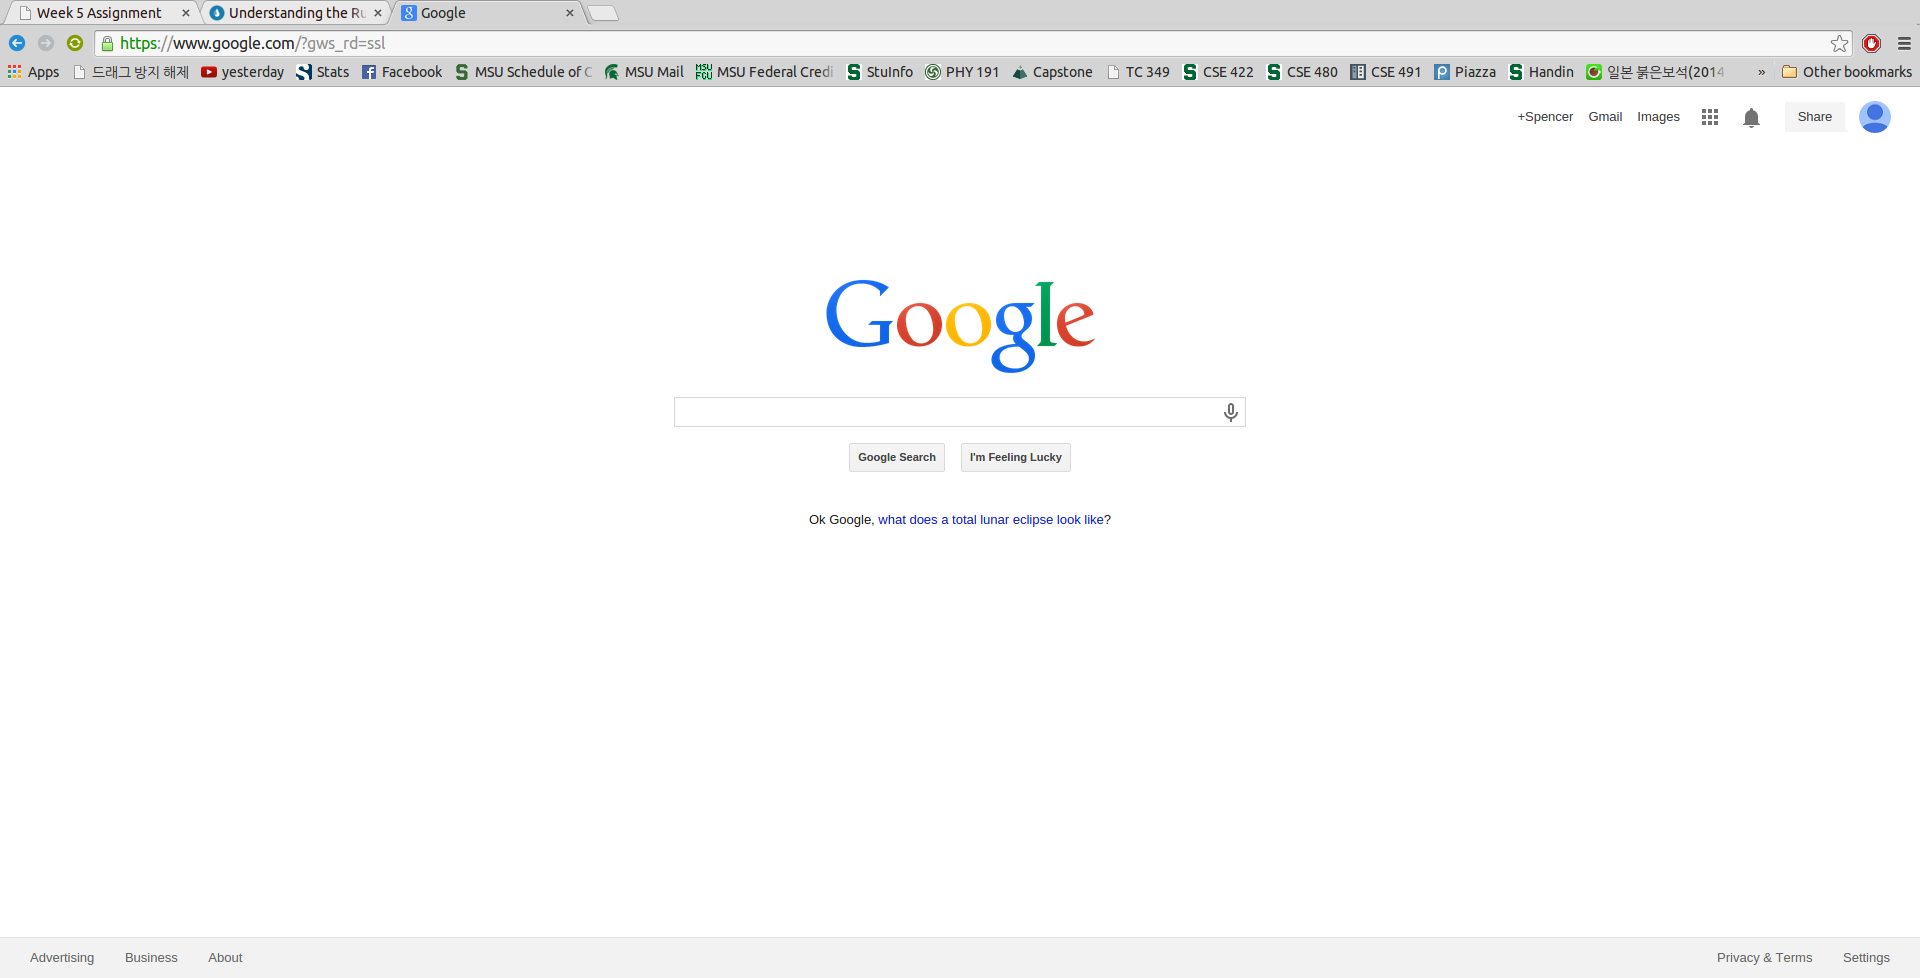 Week 5 Assignment Understanding the Ru Google
https://www.google.com/?gws_rd=ssl
Apps 드래그 방지 해제 yesterday Stats Facebook MSU Schedule of C MSU Mail MSU Federal Credi StuInfo PHY 191 Capstone TC 349 CSE 422 CSE 480 CSE 491 Piazza Handin 일본 붉은보석(2014 » Other bookmarks
+Spencer Gmail Images Share
Google
Google Search I'm Feeling Lucky
Ok Google, what does a total lunar eclipse look like?
Advertising Business About Privacy & Terms Settings